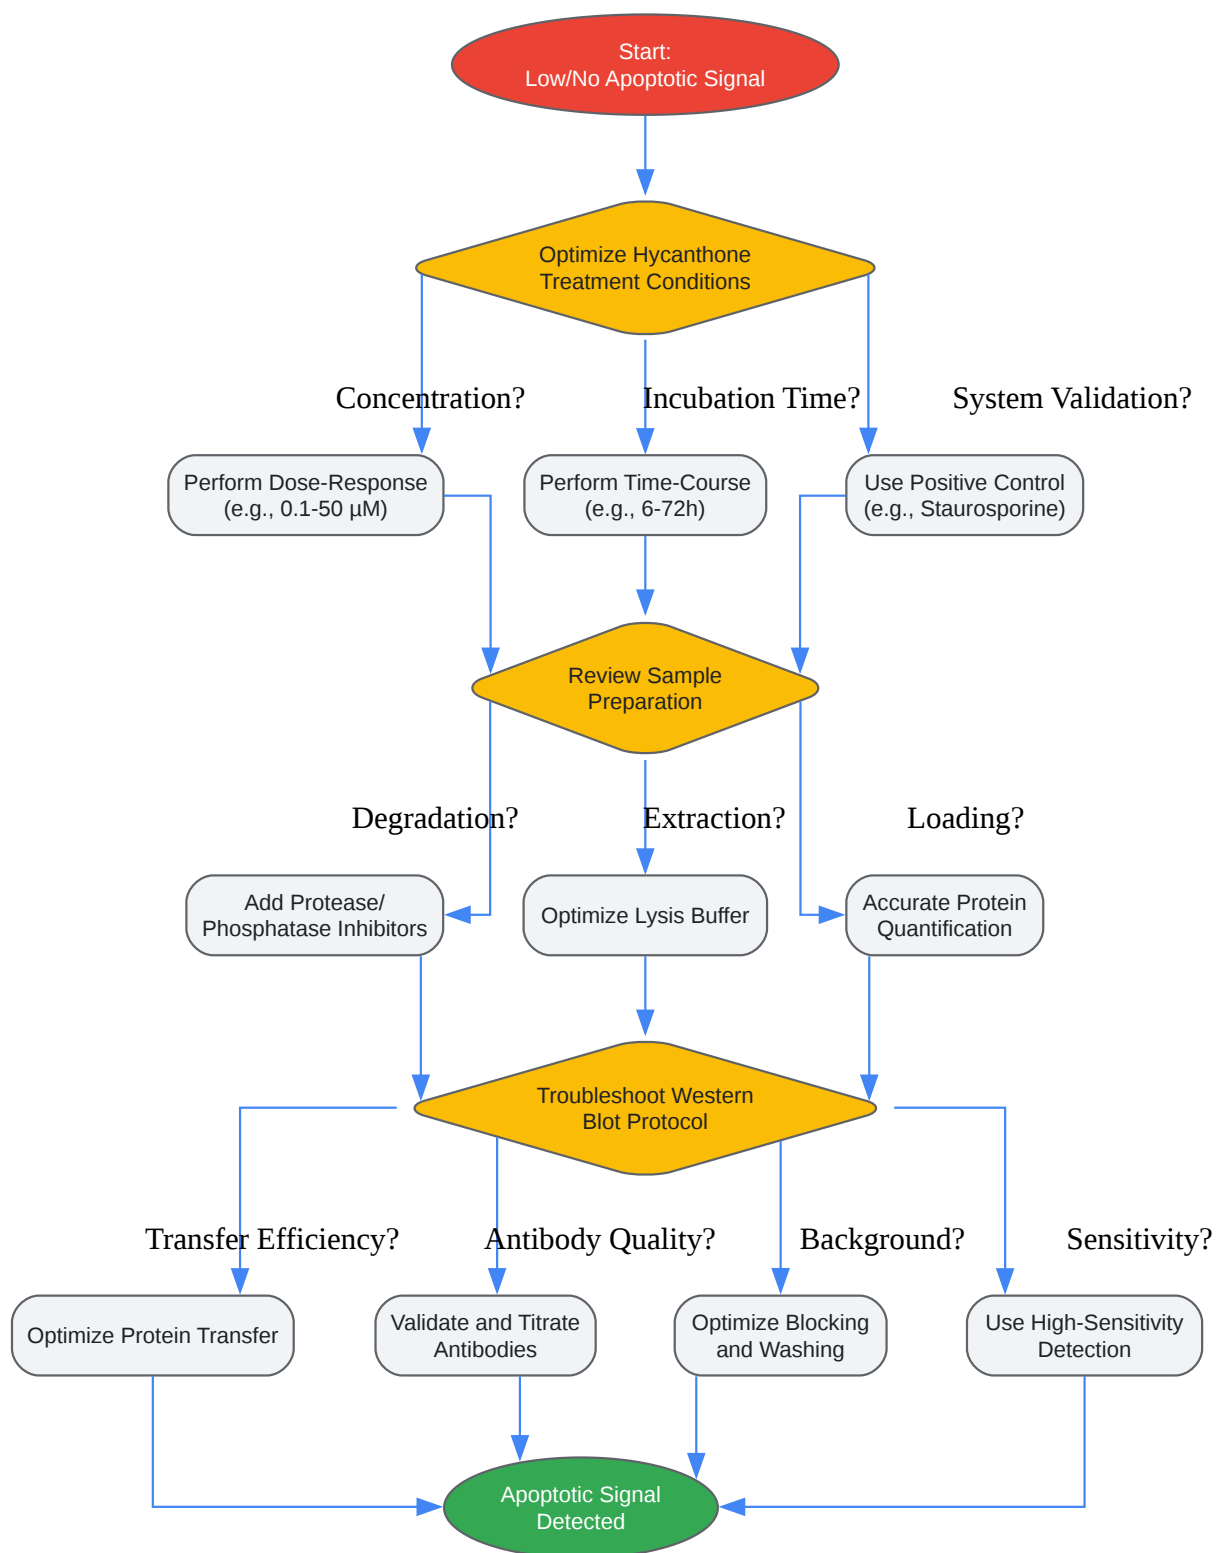 Start:
Low/No Apoptotic Signal
Optimize Hycanthone
Treatment Conditions
Concentration?
Incubation Time?
System Validation?
Perform Dose-Response
(e.g., 0.1-50 µM)
Perform Time-Course
(e.g., 6-72h)
Use Positive Control
(e.g., Staurosporine)
Review Sample
Preparation
Degradation?
Extraction?
Loading?
Add Protease/
Phosphatase Inhibitors
Optimize Lysis Buffer
Accurate Protein
Quantification
Troubleshoot Western
Blot Protocol
Transfer Efficiency?
Antibody Quality?
Background?
Sensitivity?
Optimize Protein Transfer
Validate and Titrate
Antibodies
Optimize Blocking
and Washing
Use High-Sensitivity
Detection
Apoptotic Signal
Detected